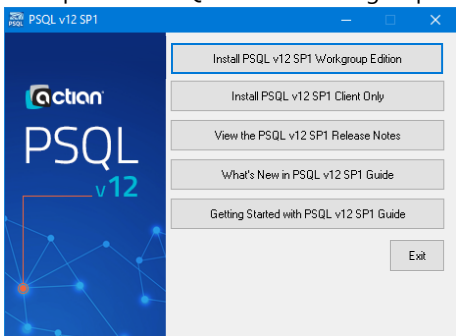 PSQL v12 SP1
Install PSQL v12 SP1 Workgroup Edition
actian
Install PSQL v12 SP1 Client Only
PSQL
View the PSQL v12 SP1 Release Notes
v12
What's New in PSQL v12 SP1 Guide
Getting Started with PSQL v12 SP1 Guide
Exit